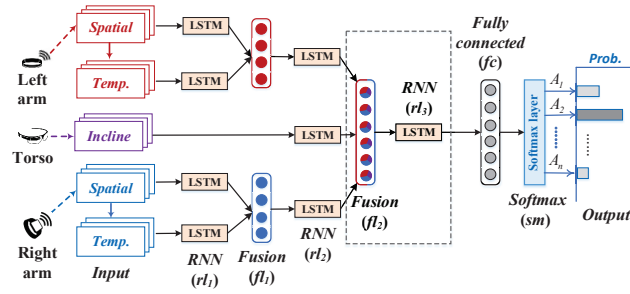 Spatial
LSTM
Temp.
LSTM
LSTM
Left
arm
Torso
Incline
LSTM
Spatial
LSTM
Temp.
LSTM
LSTM
Right
arm
Input
RNN
(rl1)
Fusion
(fl1)
RNN
(rl2)
Fusion
(fl2)
RNN
(rl3)
LSTM
Fully
connected
(fc)
Softmax layer
Softmax
(sm)
A1
A2
An
Prob.
Output